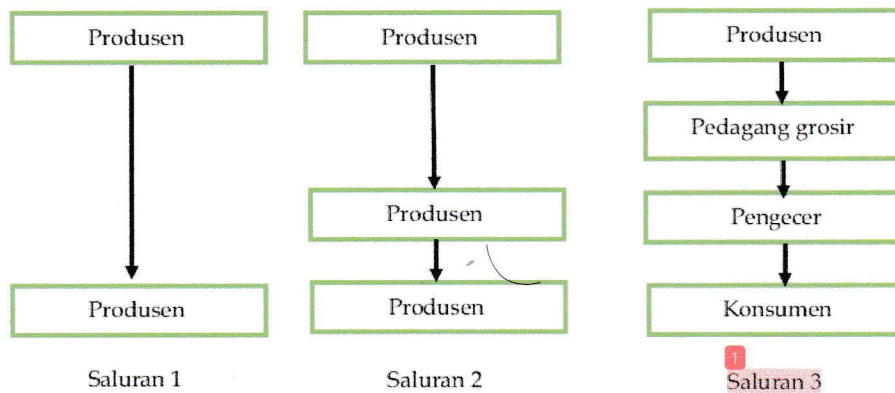 Produsen
Produsen
Produsen
Pedagang grosir
Produsen
Pengecer
Produsen
Produsen
Konsumen
1
Saluran 1
Saluran 2
Saluran 3